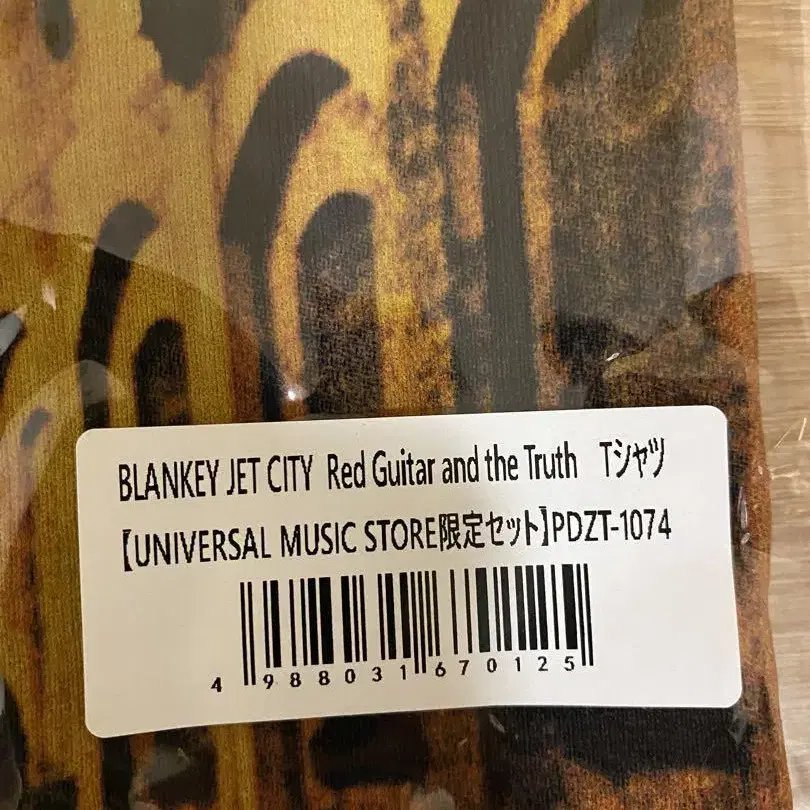 BLANKEY JET CITY Red Guitar and the Truth Tシャツ
【UNIVERSAL MUSIC STORE限定セット】PDZT-1074
4 988031 670125